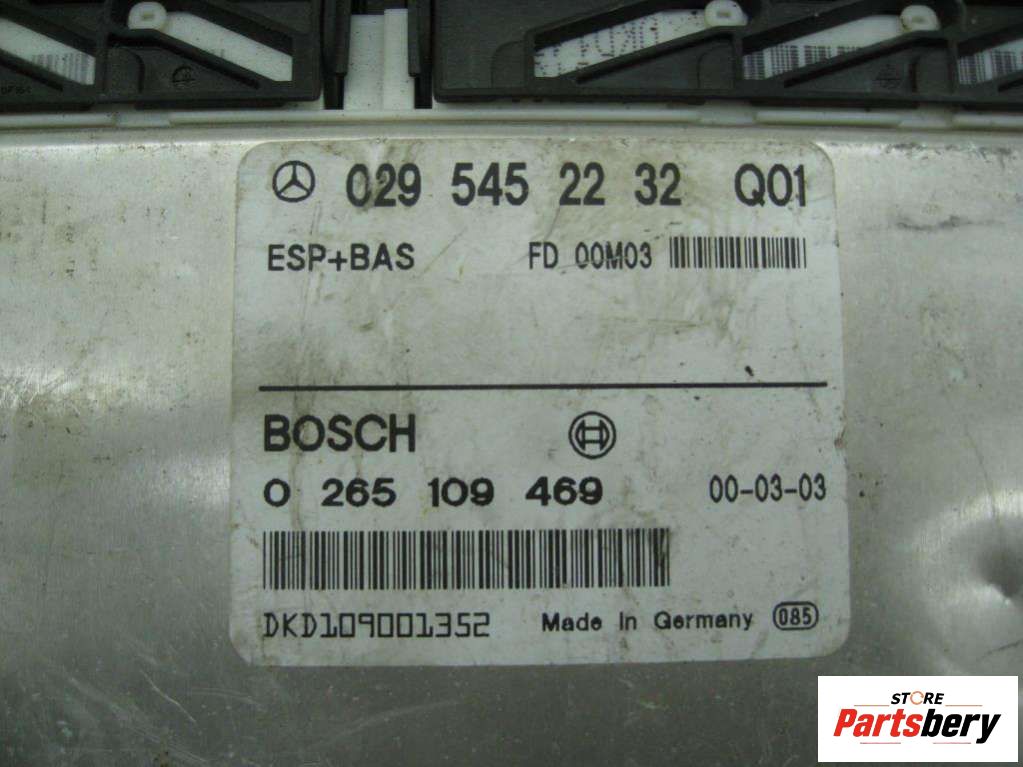 029 545 22 32 Q01
ESP+BAS FD 00M03
BOSCH
0 265 109 469 00-03-03
DKD109001352 Made In Germany 085
STORE
Partsbery